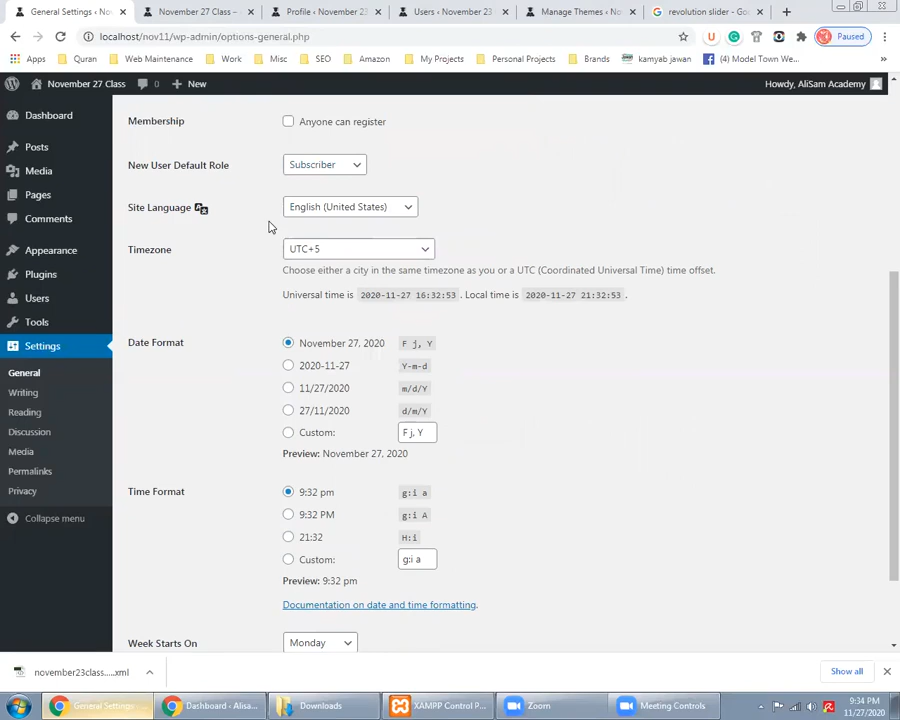 General Settings ‹ No
November 27 Class –
Profile ‹ November 23
Users ‹ November 23
Manage Themes ‹ No
revolution slider - Goo
localhost/nov11/wp-admin/options-general.php
Paused
Apps
Quran
Web Maintenance
Work
Misc
SEO
Amazon
My Projects
Personal Projects
Brands
kamyab jawan
Model Town We...
November 27 Class
0
New
Howdy, AliSam Academy
Dashboard
Posts
Media
Pages
Comments
Appearance
Plugins
Users
Tools
Settings
General
Writing
Reading
Discussion
Media
Permalinks
Privacy
Collapse menu
Membership
Anyone can register
New User Default Role
Subscriber
Site Language
English (United States)
Timezone
UTC+5
Choose either a city in the same timezone as you or a UTC (Coordinated Universal Time) time offset.
Universal time is 2020-11-27 16:32:53 . Local time is 2020-11-27 21:32:53 .
Date Format
November 27, 2020 F j, Y
2020-11-27 Y-m-d
11/27/2020 m/d/Y
27/11/2020 d/m/Y
Custom: F j, Y
Preview: November 27, 2020
Time Format
9:32 pm g:i a
9:32 PM g:i A
21:32 H:i
Custom: g:i a
Preview: 9:32 pm
Documentation on date and time formatting.
Week Starts On
Monday
november23class.....xml
Show all
General Settings ‹...
Dashboard ‹ Alisa...
Downloads
XAMPP Control P...
Zoom
Meeting Controls
9:34 PM
11/27/2020